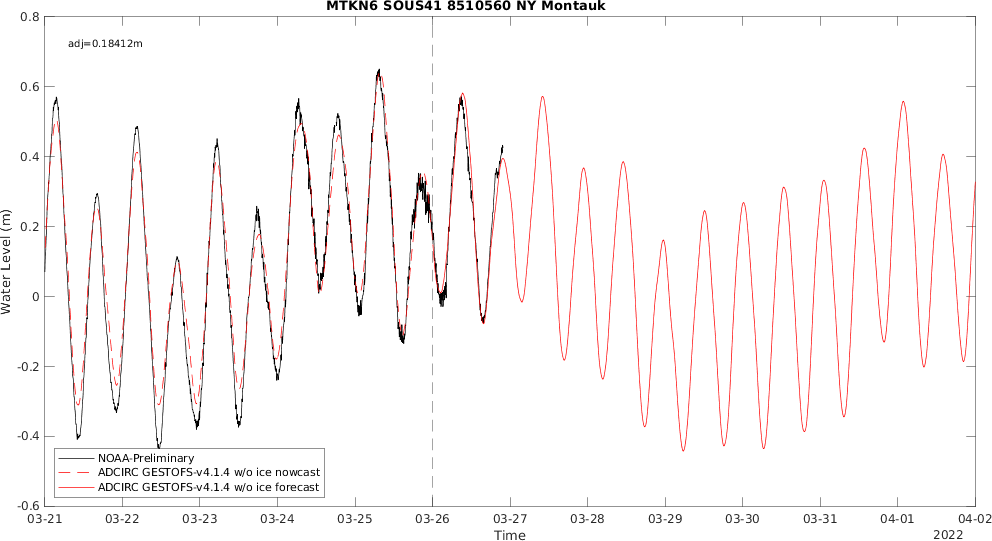 MTKN6 SOUS41 8510560 NY Montauk
adj=0.18412m
0.8
0.6
0.4
0.2
0
-0.2
-0.4
-0.6
Water Level (m)
NOAA-Preliminary
ADCIRC GESTOFS-v4.1.4 w/o ice nowcast
ADCIRC GESTOFS-v4.1.4 w/o ice forecast
03-21 03-22 03-23 03-24 03-25 03-26 03-27 03-28 03-29 03-30 03-31 04-01 04-02
Time
2022